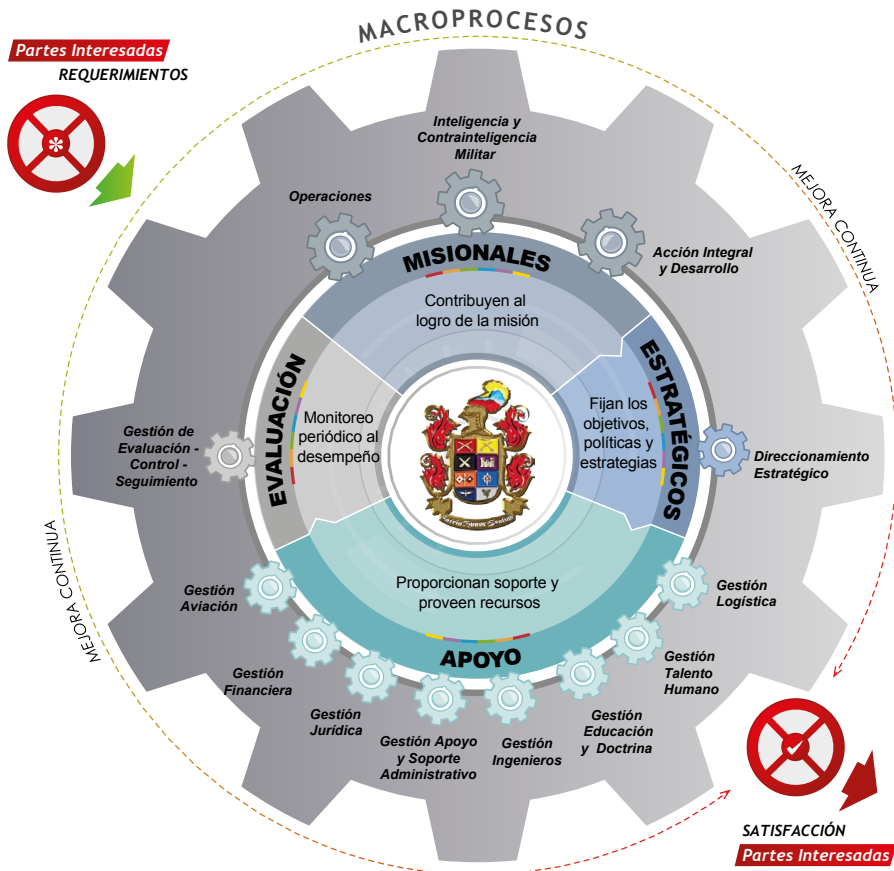 MACROPROCESOS
Partes Interesadas
REQUERIMIENTOS
Inteligencia y
Contrainteligencia
Militar
Operaciones
Acción Integral
y Desarrollo
MEJORA CONTINUA
MISIONALES
Contribuyen al
logro de la misión
EVALUACIÓN
Monitoreo
periódico al
desempeño
ESTRATÉGICOS
Fijan los
objetivos,
políticas y
estrategias
Gestión de
Evaluación -
Control -
Seguimiento
Direccionamiento
Estratégico
Proporcionan soporte y
proveen recursos
APOYO
MEJORA CONTINUA
Gestión
Aviación
Gestión
Financiera
Gestión
Jurídica
Gestión Apoyo
y Soporte
Administrativo
Gestión
Ingenieros
Gestión
Educación
y Doctrina
Gestión
Talento
Humano
Gestión
Logística
SATISFACCIÓN
Partes Interesadas